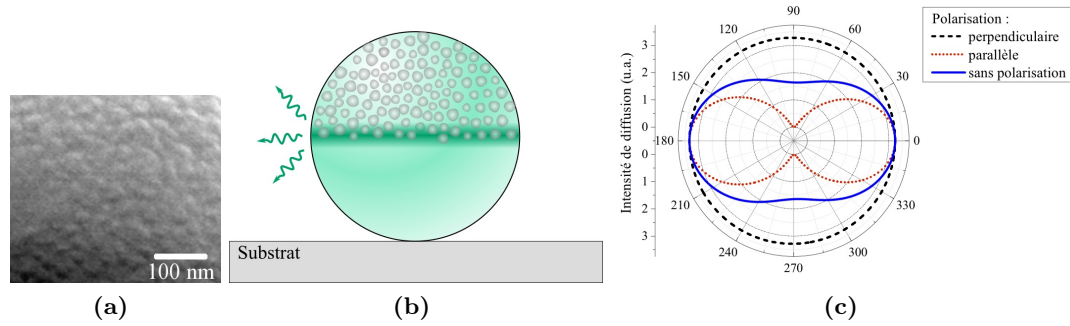 100 nm
(a)
Substrat
(b)
Polarisation :
perpendiculaire
parallèle
sans polarisation
Intensité de diffusion (u.a.)
3
2
1
0
0
1
2
3
90
60
30
0
330
300
270
240
210
180
150
120
(c)